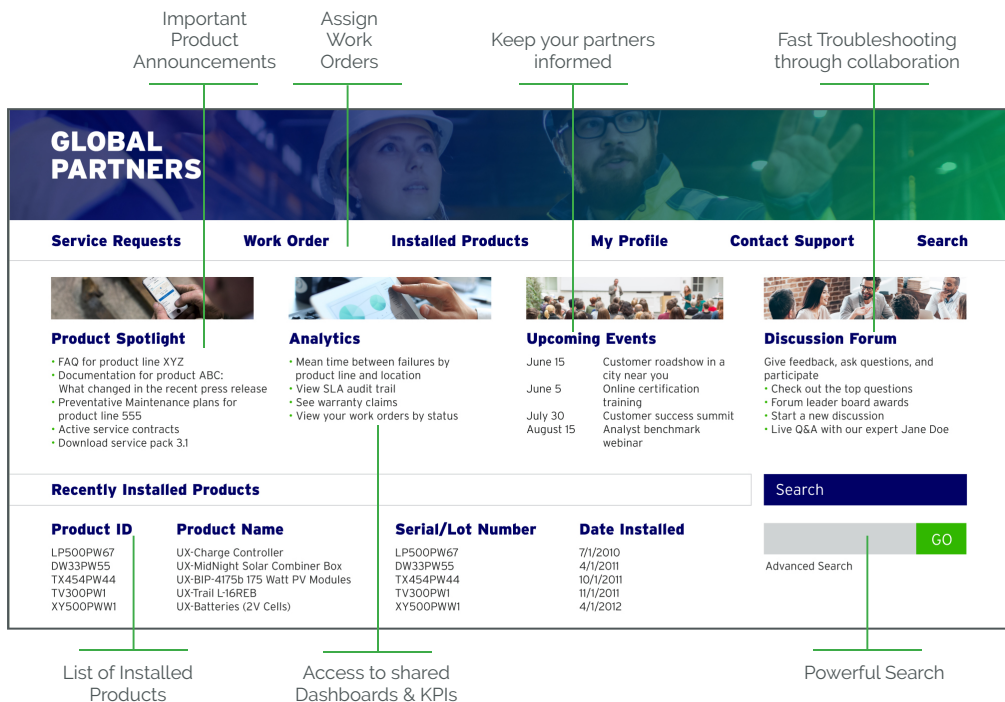 Important
Product
Announcements
Assign
Work
Orders
Keep your partners
informed
Fast Troubleshooting
through collaboration
GLOBAL
PARTNERS
Service Requests Work Order Installed Products My Profile Contact Support Search
Product Spotlight
• FAQ for product line XYZ
• Documentation for product ABC:
What changed in the recent press release
• Preventative Maintenance plans for
product line 555
• Active service contracts
• Download service pack 3.1
Analytics
• Mean time between failures by
product line and location
• View SLA audit trail
• See warranty claims
• View your work orders by status
Upcoming Events
June 15 Customer roadshow in a
city near you
June 5 Online certification
training
July 30 Customer success summit
August 15 Analyst benchmark
webinar
Discussion Forum
Give feedback, ask questions, and
participate
• Check out the top questions
• Forum leader board awards
• Start a new discussion
• Live Q&A with our expert Jane Doe
Recently Installed Products
Search
Product ID Product Name Serial/Lot Number Date Installed
LP500PW67 UX-Charge Controller LP500PW67 7/1/2010
DW33PW55 UX-MidNight Solar Combiner Box DW33PW55 4/1/2011
TX454PW44 UX-BIP-4175b 175 Watt PV Modules TX454PW44 10/1/2011
TV300PW1 UX-Trail L-16REB TV300PW1 11/1/2011
XY500PWW1 UX-Batteries (2V Cells) XY500PWW1 4/1/2012
GO
Advanced Search
List of Installed
Products
Access to shared
Dashboards & KPIs
Powerful Search